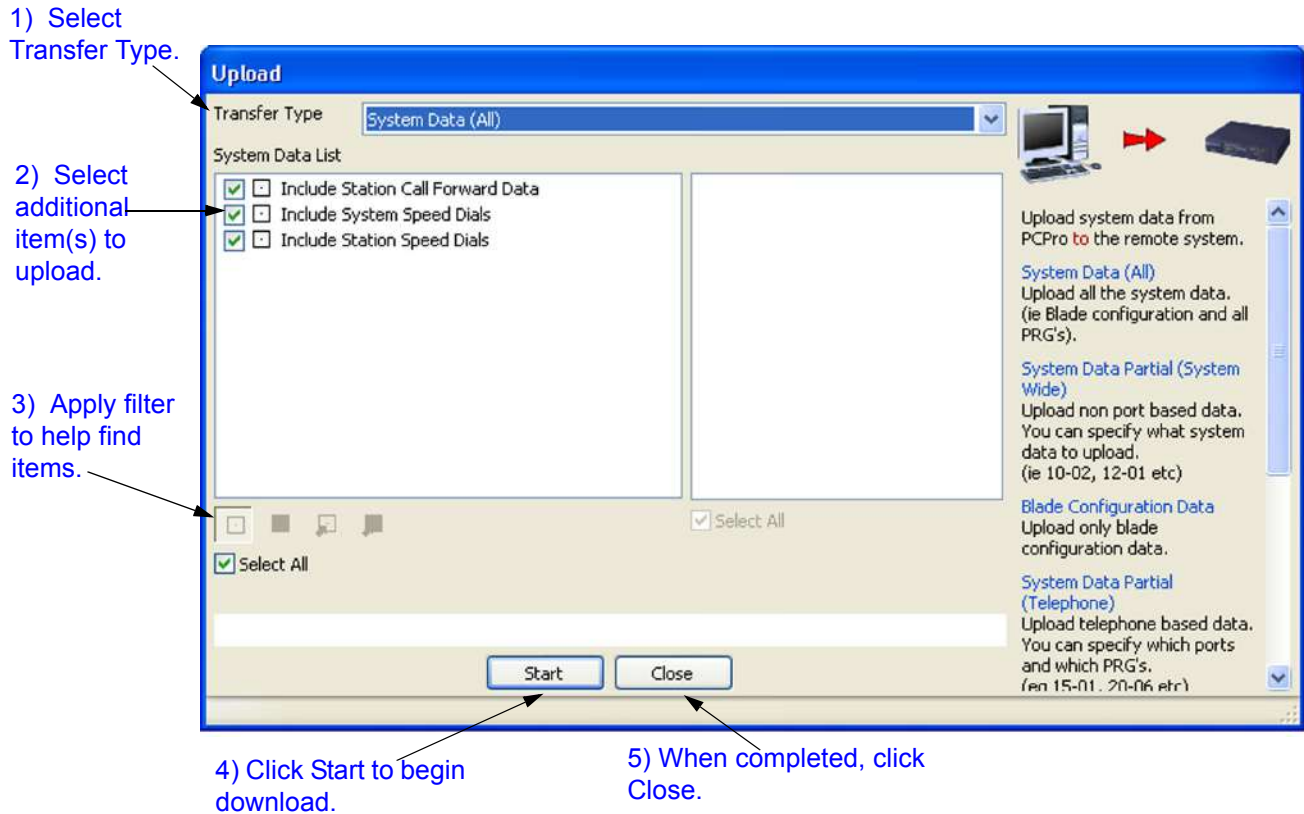 1)  Select
Transfer Type.
Upload
Transfer Type
System Data (All)
System Data List
2)  Select
additional
item(s) to
upload.
Include Station Call Forward Data
Include System Speed Dials
Include Station Speed Dials
Upload system data from
PCPro to the remote system.
System Data (All)
Upload all the system data.
(ie Blade configuration and all
PRG's).
System Data Partial (System
Wide)
Upload non port based data.
You can specify what system
data to upload.
(ie 10-02, 12-01 etc)
Blade Configuration Data
Upload only blade
configuration data.
System Data Partial
(Telephone)
Upload telephone based data.
You can specify which ports
and which PRG's.
(eg 15-01, 20-06 etc)
3)  Apply filter
to help find
items.
Select All
Select All
Start
Close
4) Click Start to begin
download.
5) When completed, click
Close.